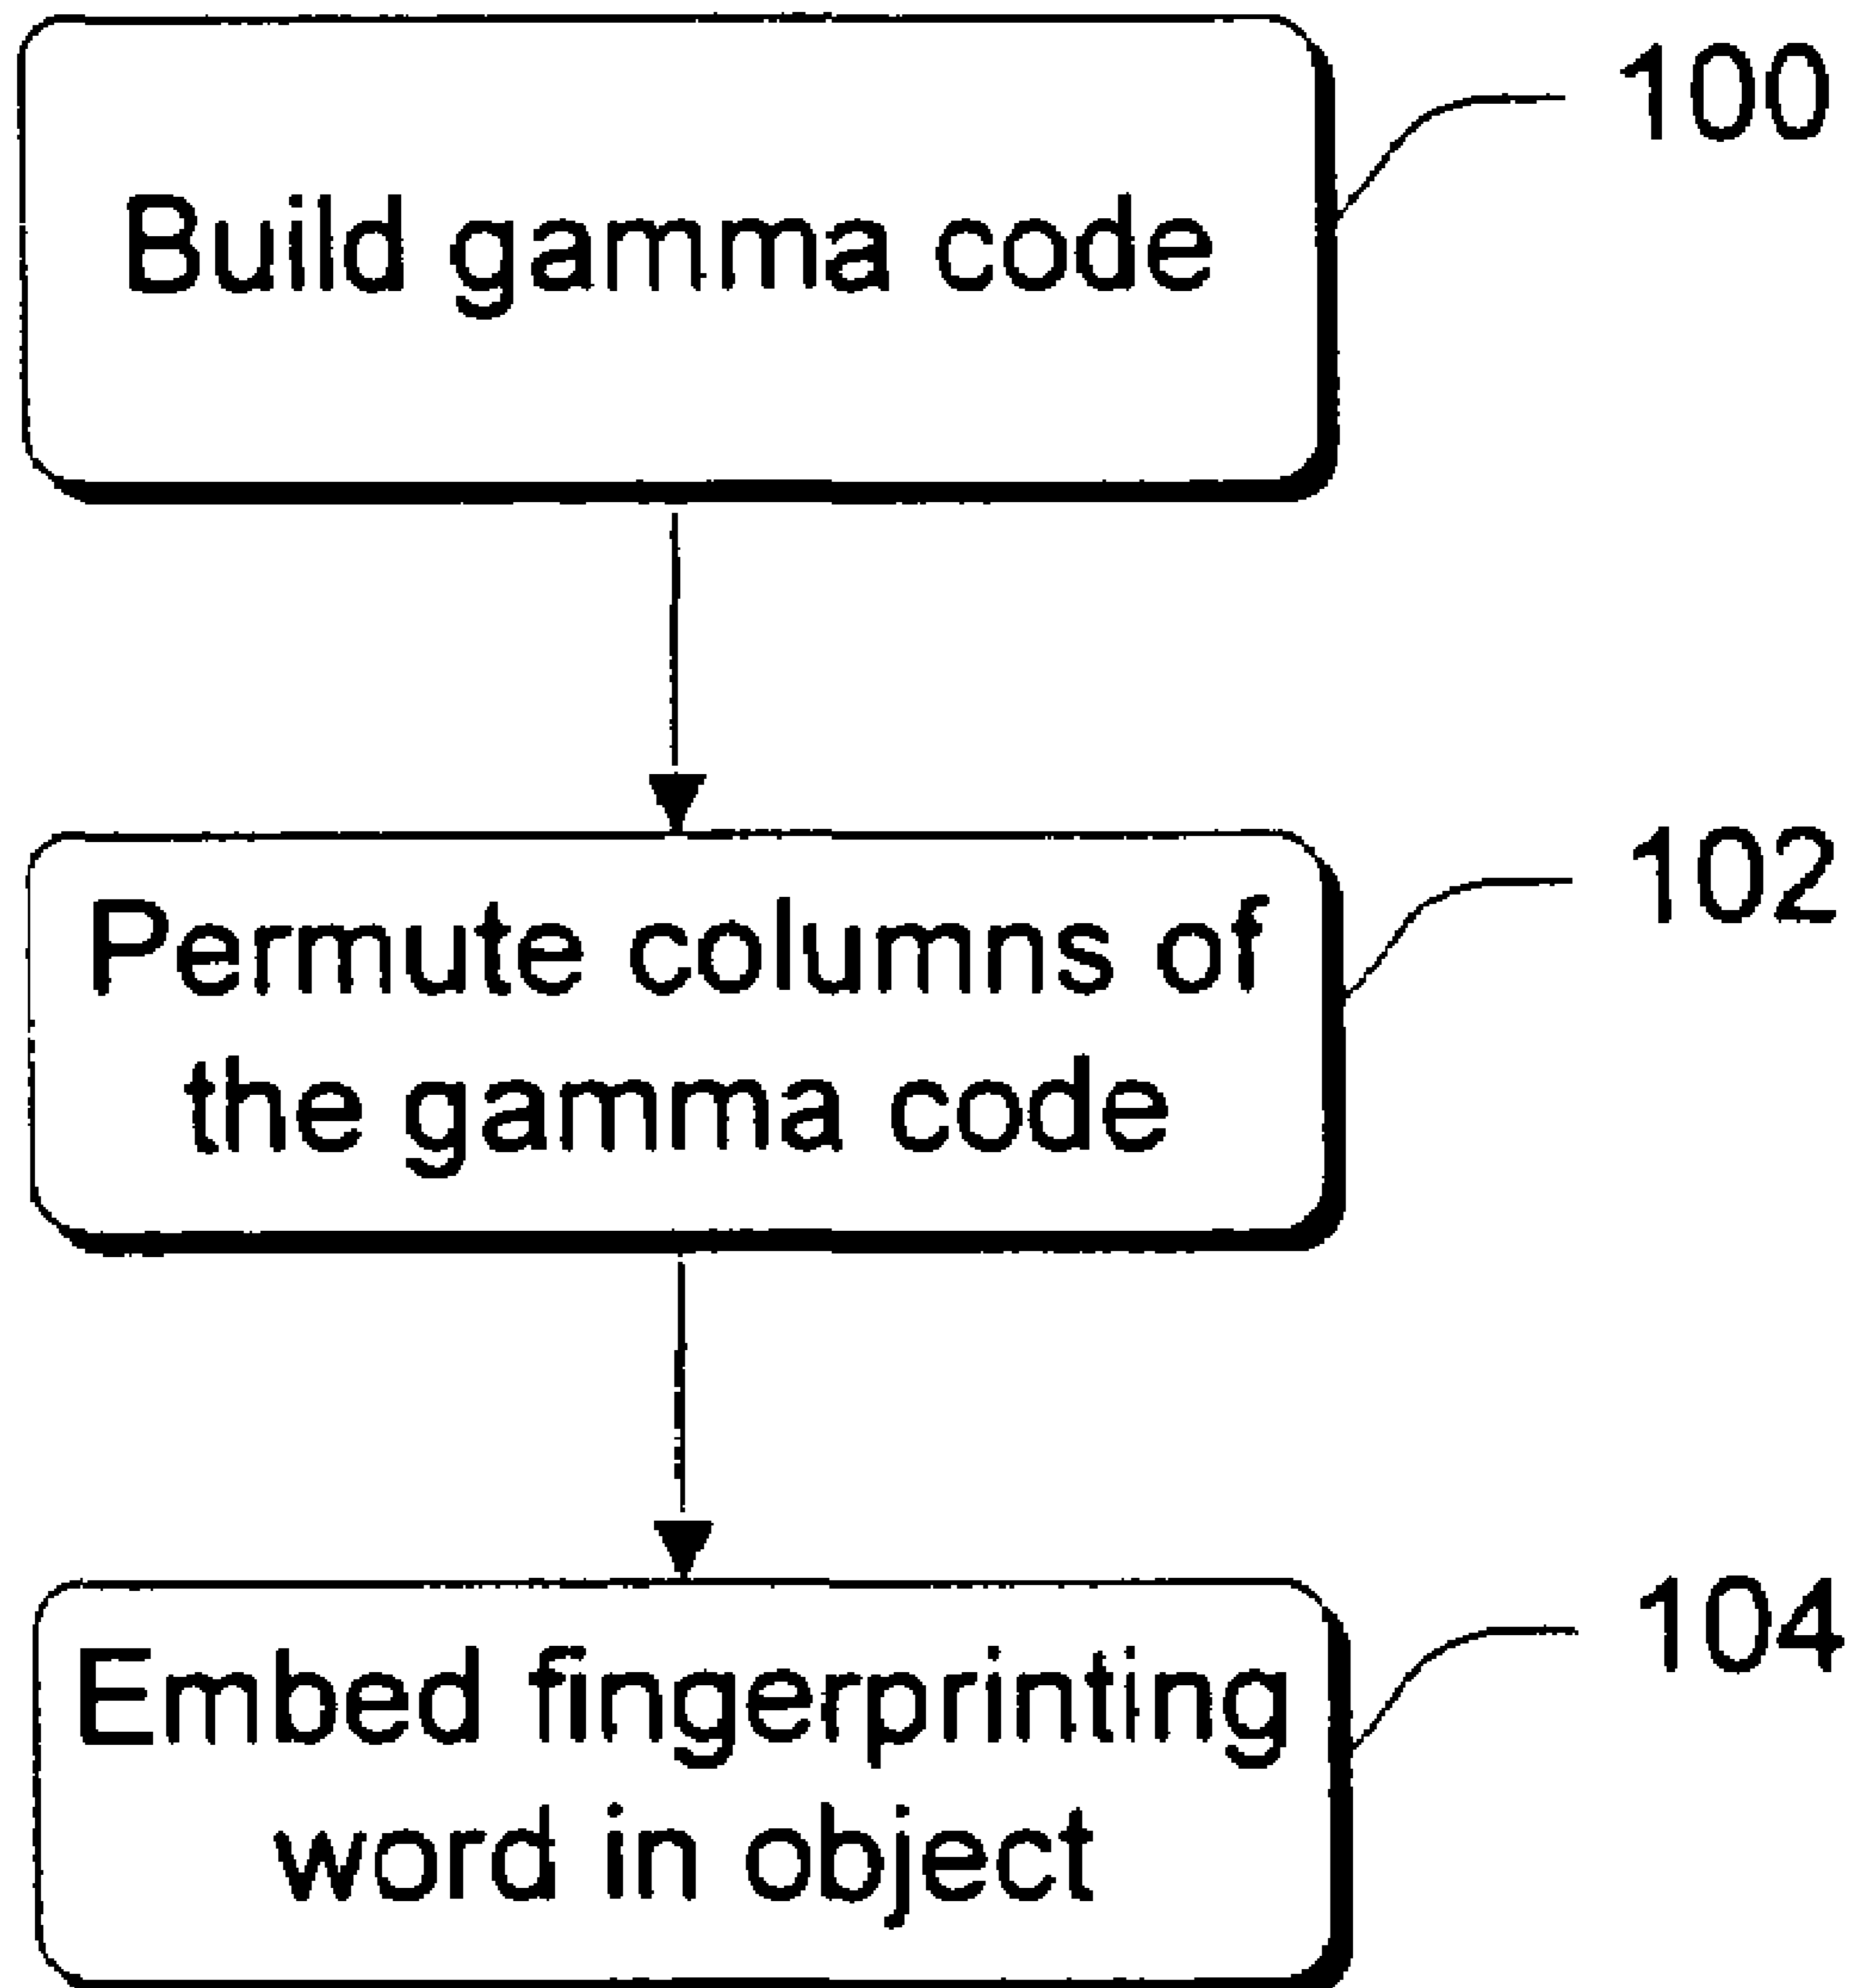 Build gamma code
100
Permute columns of
the gamma code
102
Embed fingerprinting
word in object
104